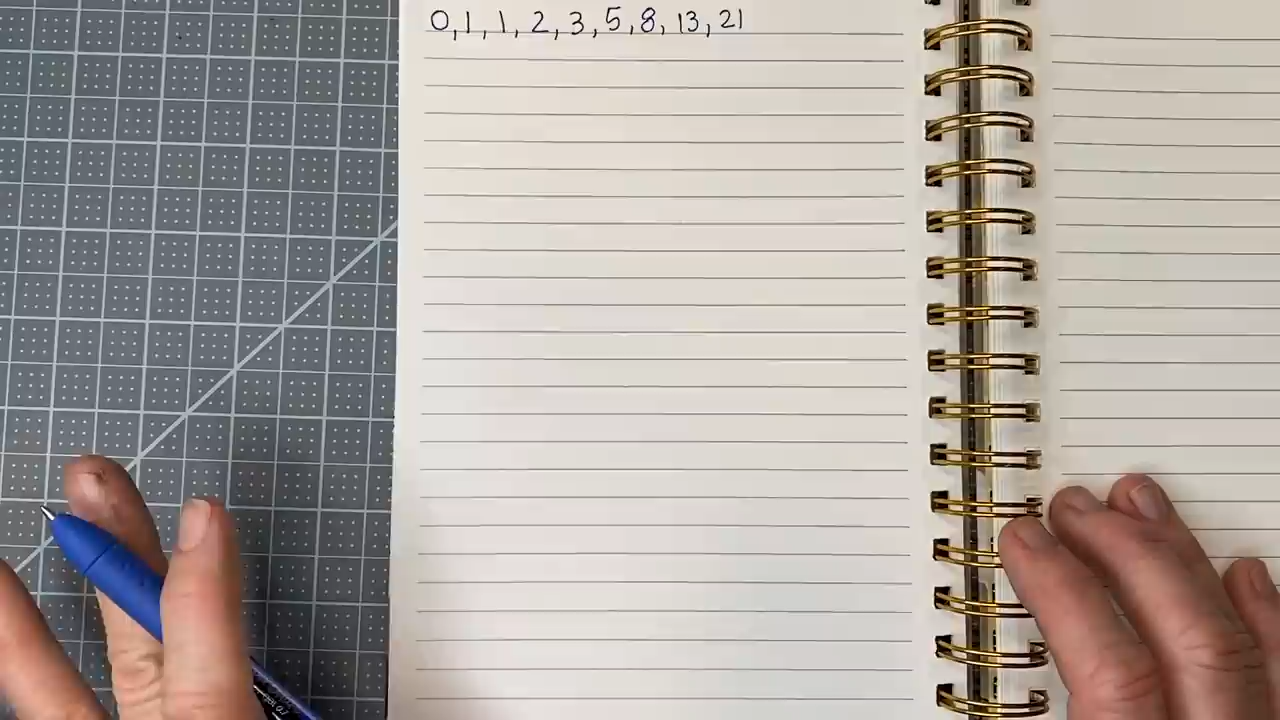 0, 1, 1, 2, 3, 5, 8, 13, 21